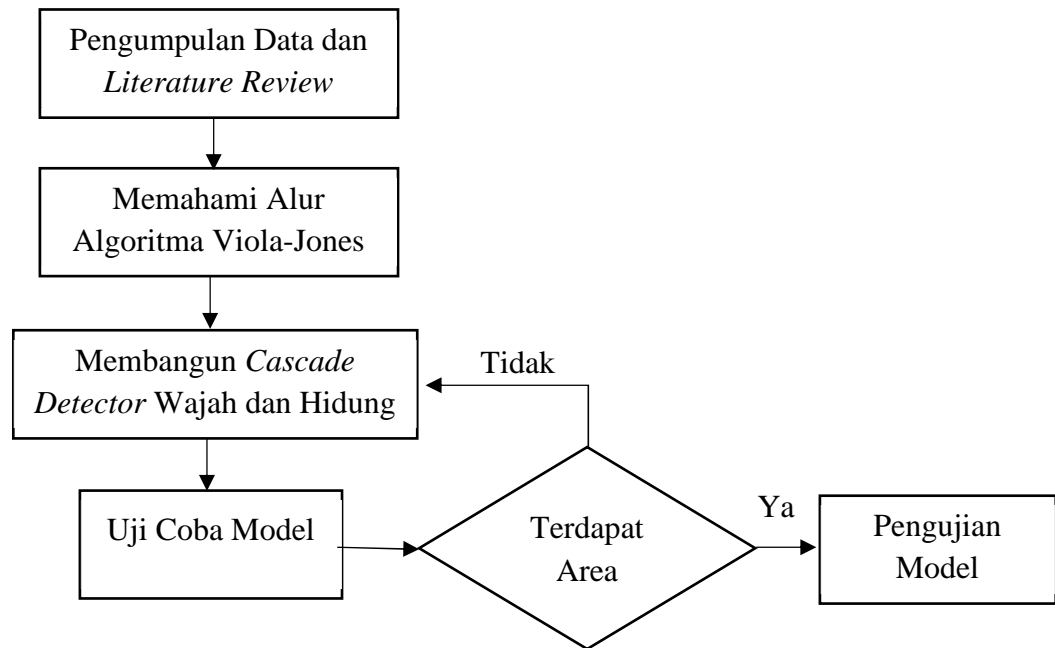 Pengumpulan Data dan
Literature Review
Memahami Alur
Algoritma Viola-Jones
Membangun Cascade
Detector Wajah dan Hidung
Tidak
Uji Coba Model
Terdapat
Area
Ya
Pengujian
Model